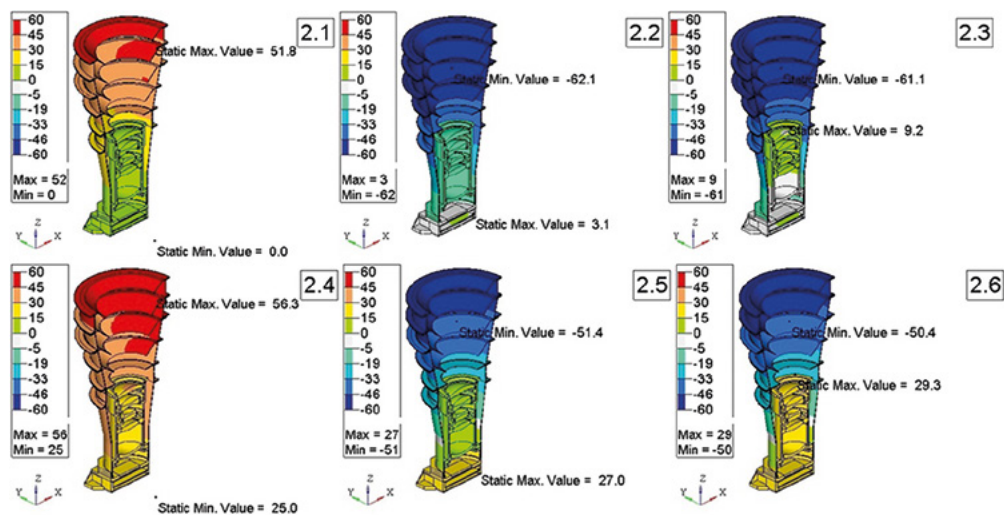 60
45
30
15
0
-5
-19
-33
-46
-60
Max = 52
Min = 0
Static Max. Value = 51.8
Static Min. Value = 0.0
2.1
Z
Y
X
60
45
30
15
0
-5
-19
-33
-46
-60
Max = 3
Min = -62
Static Min. Value = -62.1
Static Max. Value = 3.1
2.2
Z
Y
X
60
45
30
15
0
-5
-19
-33
-46
-60
Max = 9
Min = -61
Static Min. Value = -61.1
Static Max. Value = 9.2
2.3
Z
Y
X
60
45
30
15
0
-5
-19
-33
-46
-60
Max = 56
Min = 25
Static Max. Value = 56.3
Static Min. Value = 25.0
2.4
Z
Y
X
60
45
30
15
0
-5
-19
-33
-46
-60
Max = 27
Min = -51
Static Min. Value = -51.4
Static Max. Value = 27.0
2.5
Z
Y
X
60
45
30
15
0
-5
-19
-33
-46
-60
Max = 29
Min = -50
Static Min. Value = -50.4
Static Max. Value = 29.3
2.6
Z
Y
X